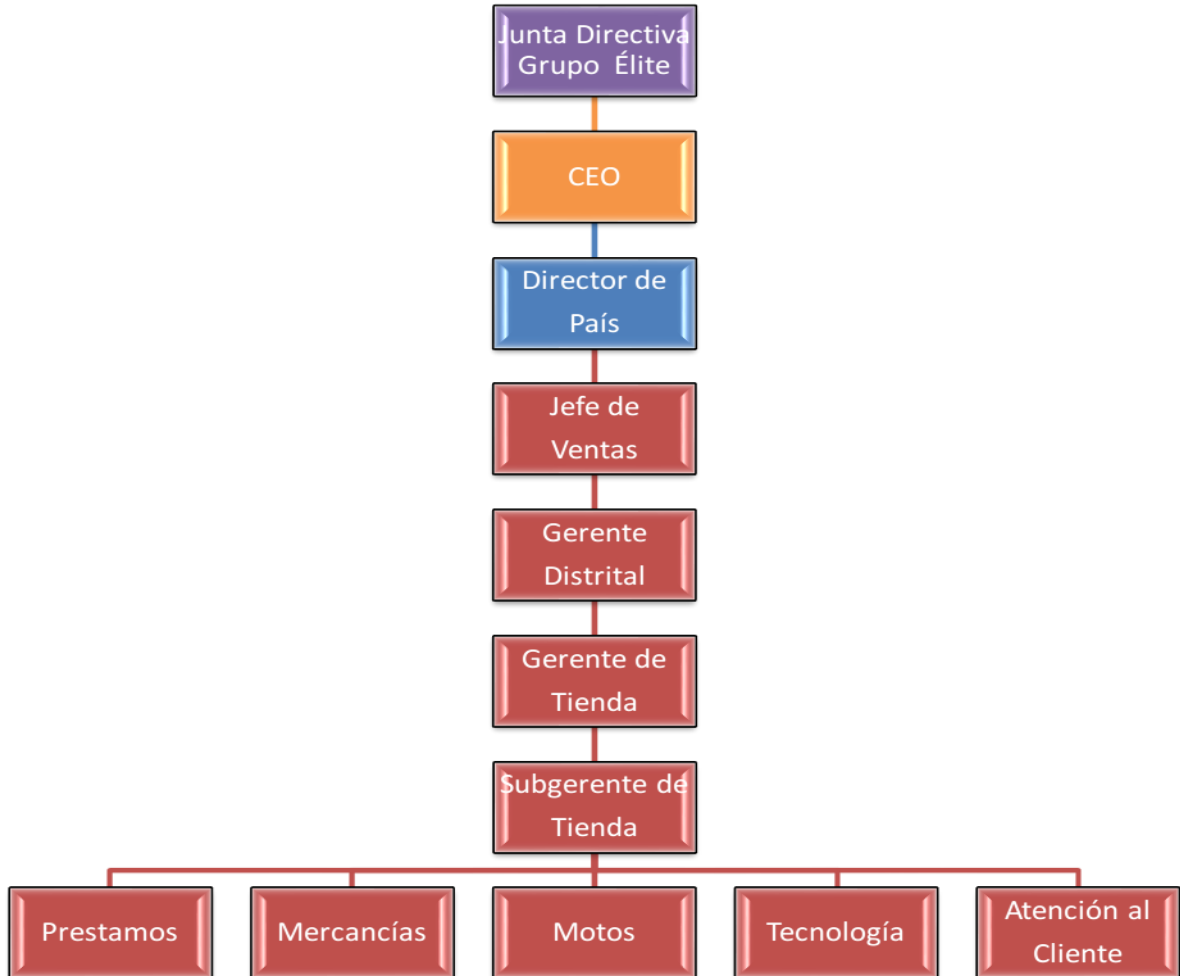 Junta Directiva
Grupo Élite
CEO
Director de
País
Jefe de
Ventas
Gerente
Distrital
Gerente de
Tienda
Subgerente de
Tienda
Prestamos
Mercancías
Motos
Tecnología
Atención al
Cliente